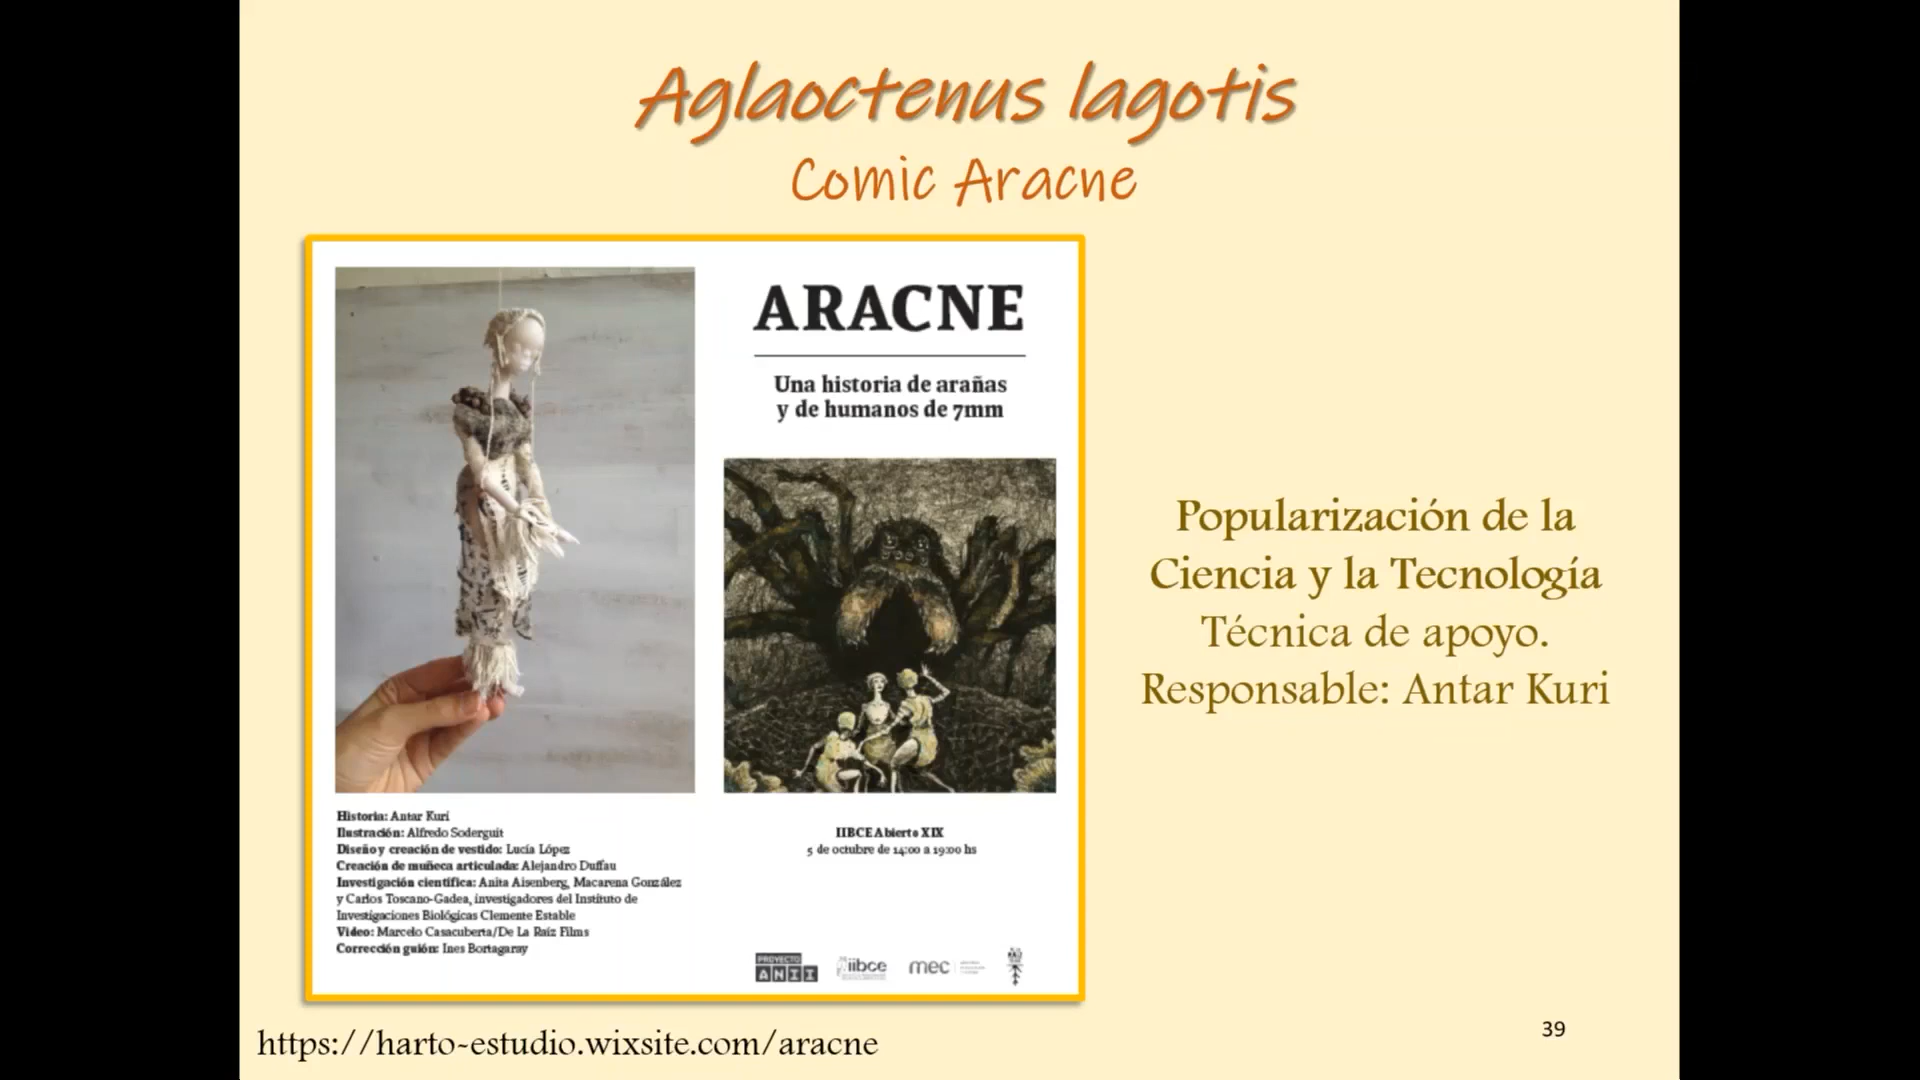 Aglaoctenus lagotis
Comic Aracne
ARACNE
Una historia de arañas
y de humanos de 7mm
Historia: Antar Kuri
Ilustración: Alfredo Soderguit
Diseño y creación de vestido: Lucía López
Creación de muñeca articulada: Alejandro Duffau
Investigación científica: Anita Aisenberg, Macarena González
y Carlos Toscano-Gadea, investigadores del Instituto de
Investigaciones Biológicas Clemente Estable
Video: Marcelo Casacuberta/De La Raíz Films
Corrección guión: Ines Bortagaray
IIBCE Abierto XIX
5 de octubre de 14:00 a 19:00 hs
PROYECTO
ANII
iibce
mec
Popularización de la
Ciencia y la Tecnología
Técnica de apoyo.
Responsable: Antar Kuri
https://harto-estudio.wixsite.com/aracne
39